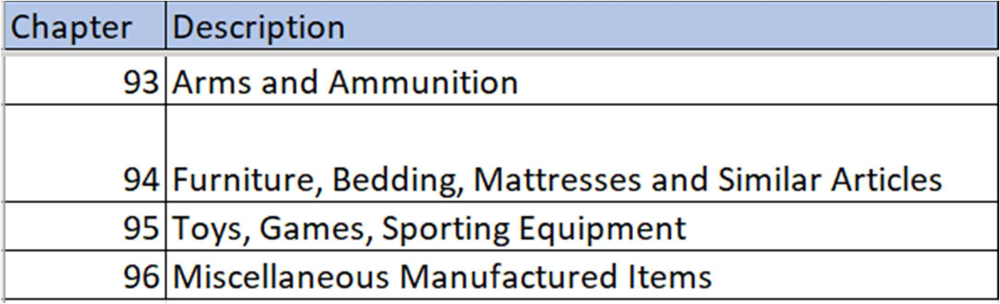 Chapter Description
93 Arms and Ammunition
94 Furniture, Bedding, Mattresses and Similar Articles
95 Toys, Games, Sporting Equipment
96 Miscellaneous Manufactured Items